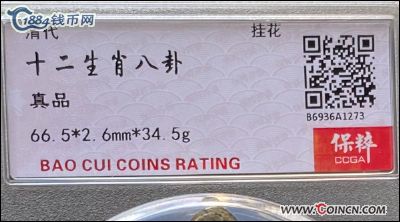 1884钱币网
清代 挂花
十二生肖八卦
真品
66.5*2.6mm*34.5g
B6936A1273
保粹
CCGA
BAO CUI COINS RATING
www.COINCN.com